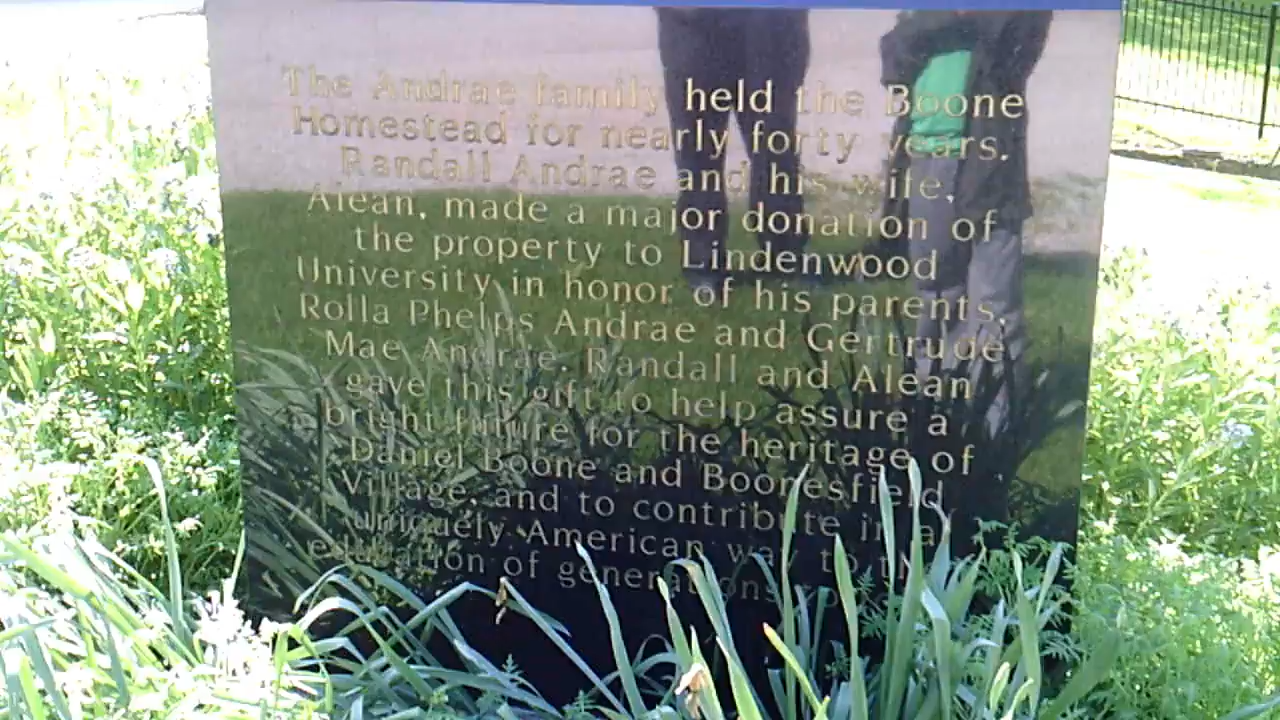 The Andrae family held the Boone
Homestead for nearly forty years.
Randall Andrae and his wife,
Alean, made a major donation of
the property to Lindenwood
University in honor of his parents,
Rolla Phelps Andrae and Gertrude
Mae Andrae. Randall and Alean
gave this gift to help assure a
bright future for the heritage of
Daniel Boone and Boonesfield
Village, and to contribute in a
uniquely American way to
education of generations